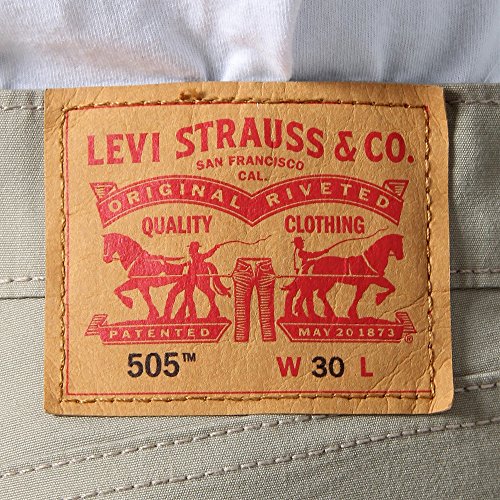 LEVI STRAUSS & CO.
SAN FRANCISCO
CAL.
ORIGINAL RIVETED
QUALITY CLOTHING
PATENTED MAY 20 1873 ®
505™ W 30 L